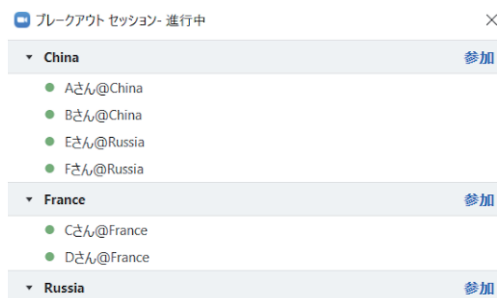 ブレークアウト セッション- 進行中
China 参加
Aさん@China
Bさん@China
Eさん@Russia
Fさん@Russia
France 参加
Cさん@France
Dさん@France
Russia 参加